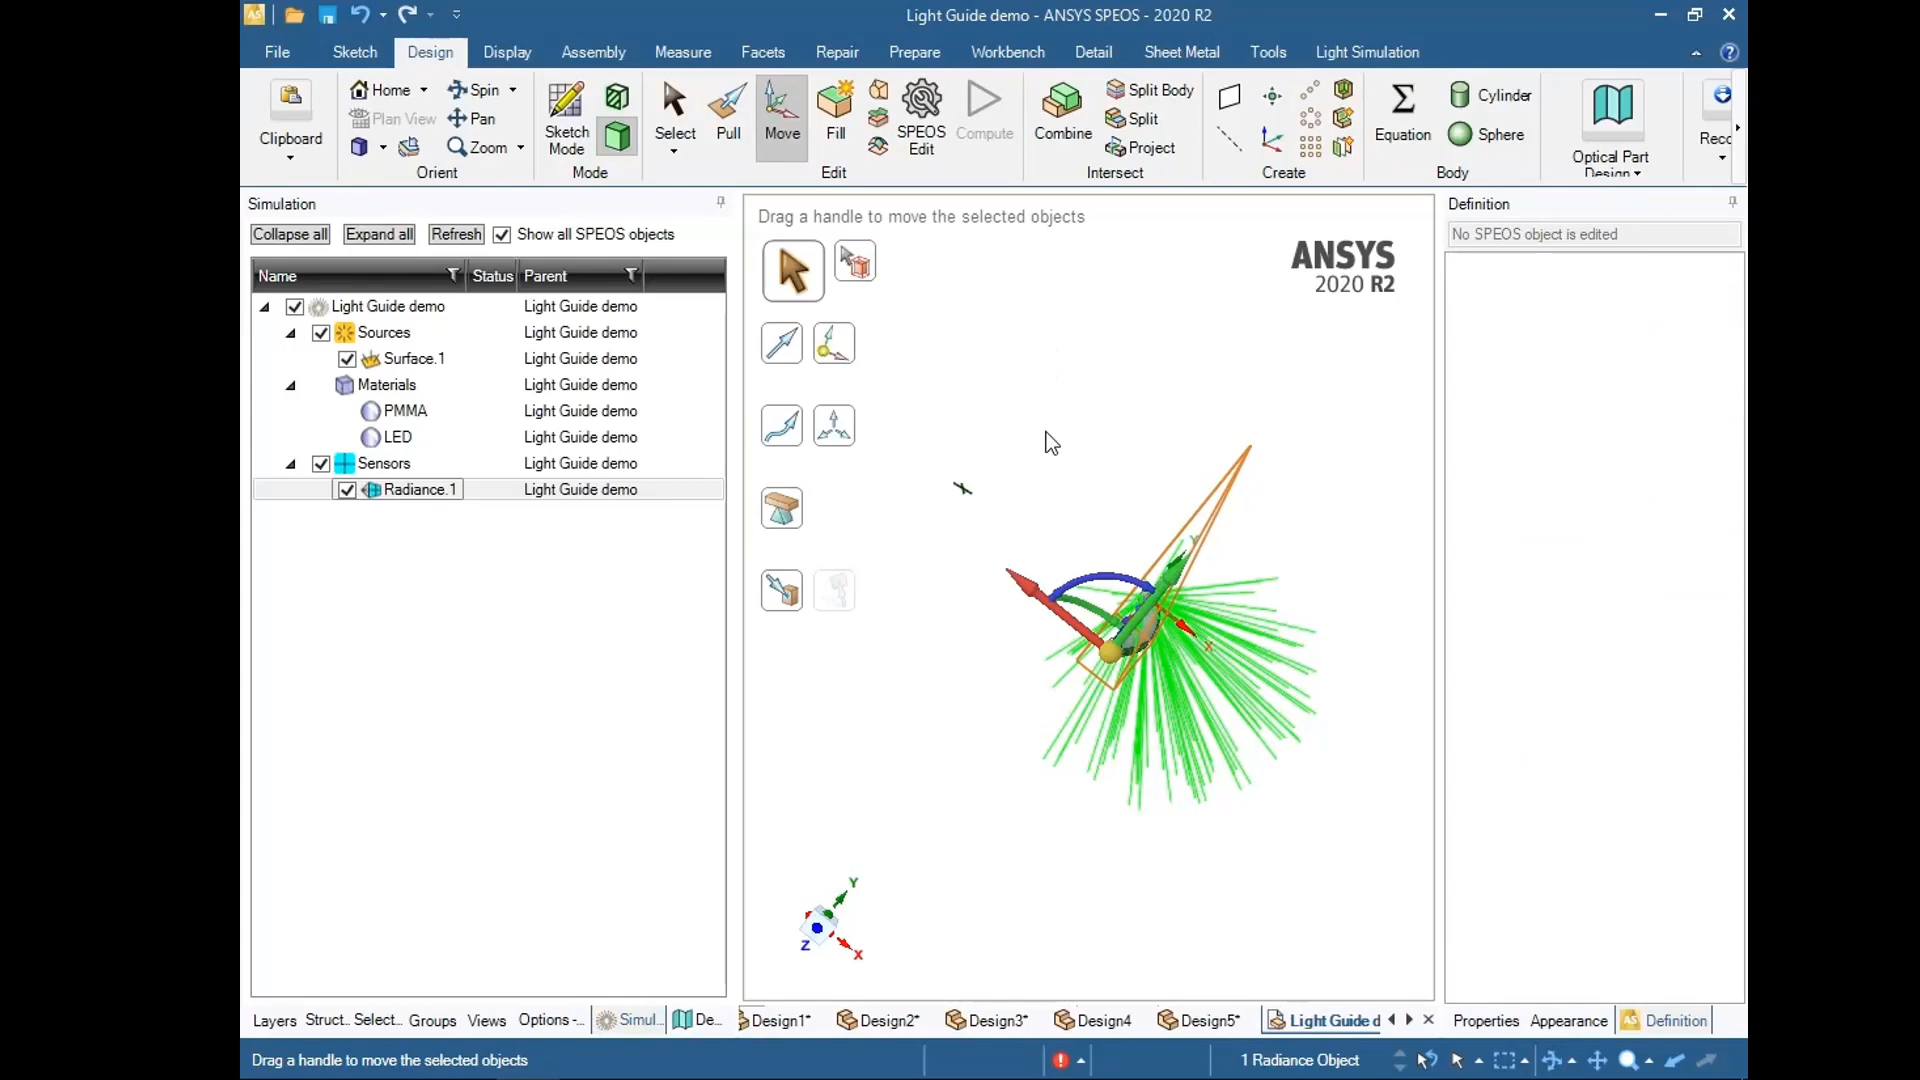 Light Guide demo - ANSYS SPEOS - 2020 R2
File Sketch Design Display Assembly Measure Facets Repair Prepare Workbench Detail Sheet Metal Tools Light Simulation
Clipboard
Home Spin
Plan View Pan
Zoom
Orient
Sketch Mode
Mode
Select Pull Move Fill SPEOS Edit Compute
Edit
Combine
Split Body
Split
Project
Intersect
Create
Equation
Cylinder
Sphere
Body
Optical Part
Design
Rec
Simulation
Collapse all Expand all Refresh Show all SPEOS objects
Name Status Parent
Light Guide demo Light Guide demo
Sources Light Guide demo
Surface.1 Light Guide demo
Materials Light Guide demo
PMMA Light Guide demo
LED Light Guide demo
Sensors Light Guide demo
Radiance.1 Light Guide demo
Drag a handle to move the selected objects
ANSYS
2020 R2
Y
X
Y
Z
X
Definition
No SPEOS object is edited
Layers Struct... Select... Groups Views Options -... Simul... De...
Design1* Design2* Design3* Design4 Design5* Light Guide d
Properties Appearance Definition
Drag a handle to move the selected objects
1 Radiance Object